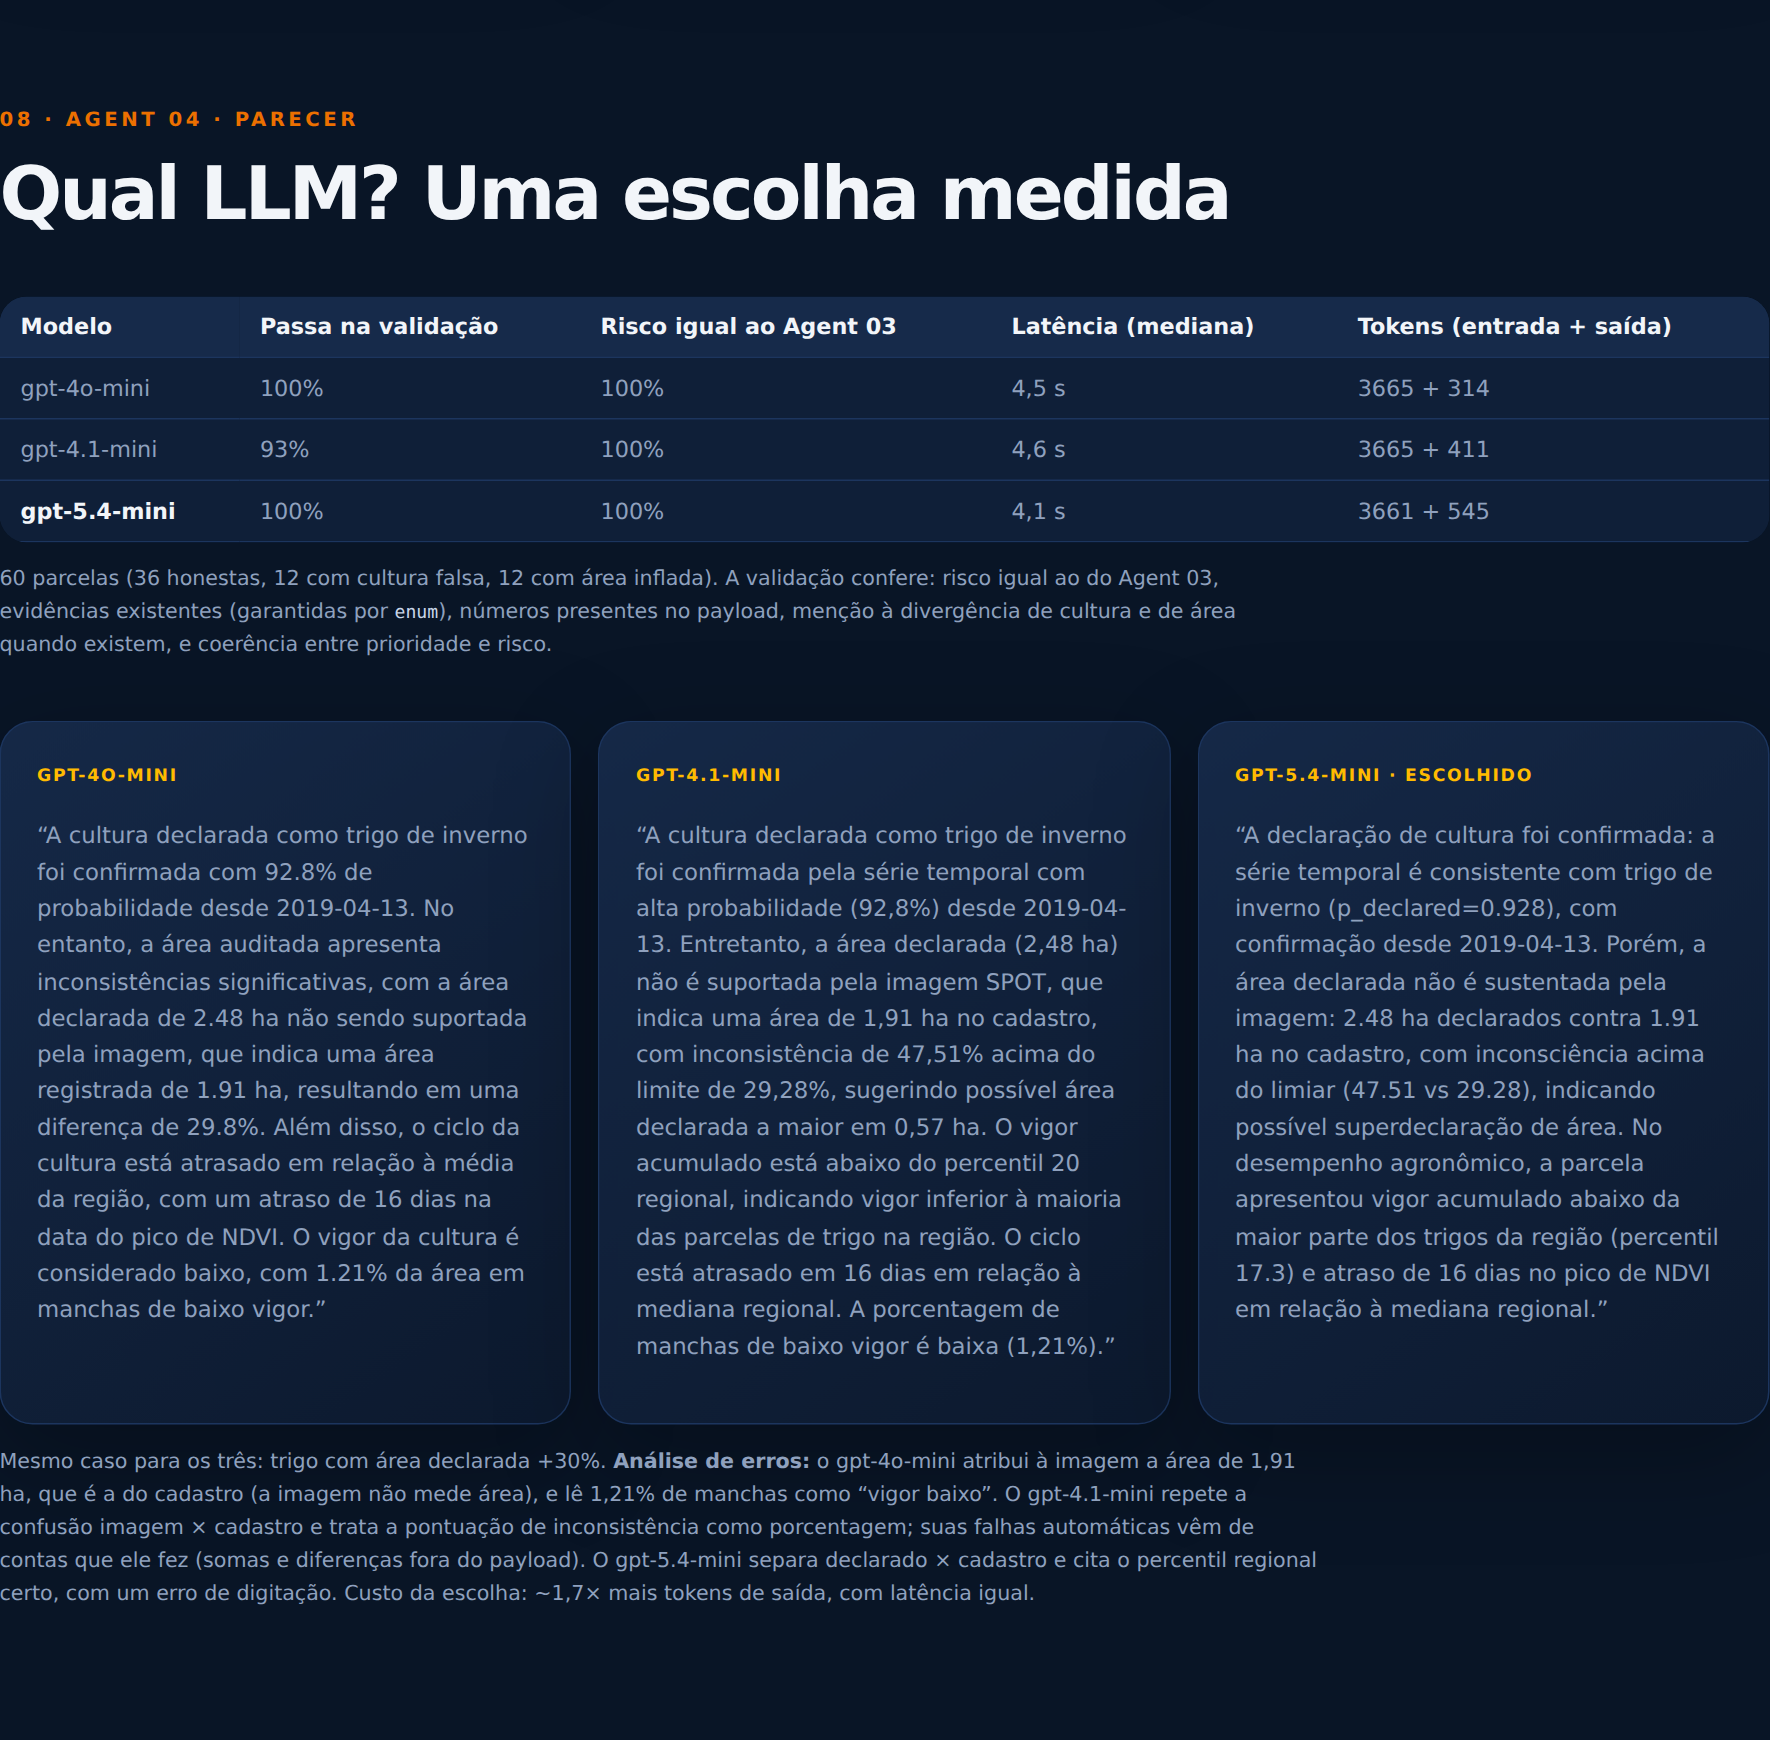 08 · AGENT 04 · PARECER
Qual LLM? Uma escolha medida
Modelo Passa na validação Risco igual ao Agent 03 Latência (mediana) Tokens (entrada + saída)
gpt-4o-mini 100% 100% 4,5 s 3665 + 314
gpt-4.1-mini 93% 100% 4,6 s 3665 + 411
gpt-5.4-mini 100% 100% 4,1 s 3661 + 545
60 parcelas (36 honestas, 12 com cultura falsa, 12 com área inflada). A validação confere: risco igual ao do Agent 03,
evidências existentes (garantidas por enum), números presentes no payload, menção à divergência de cultura e de área
quando existem, e coerência entre prioridade e risco.
GPT-4O-MINI
“A cultura declarada como trigo de inverno
foi confirmada com 92.8% de
probabilidade desde 2019-04-13. No
entanto, a área auditada apresenta
inconsistências significativas, com a área
declarada de 2.48 ha não sendo suportada
pela imagem, que indica uma área
registrada de 1.91 ha, resultando em uma
diferença de 29.8%. Além disso, o ciclo da
cultura está atrasado em relação à média
da região, com um atraso de 16 dias na
data do pico de NDVI. O vigor da cultura é
considerado baixo, com 1.21% da área em
manchas de baixo vigor.”
GPT-4.1-MINI
“A cultura declarada como trigo de inverno
foi confirmada pela série temporal com
alta probabilidade (92,8%) desde 2019-04-
13. Entretanto, a área declarada (2,48 ha)
não é suportada pela imagem SPOT, que
indica uma área de 1,91 ha no cadastro,
com inconsistência de 47,51% acima do
limite de 29,28%, sugerindo possível área
declarada a maior em 0,57 ha. O vigor
acumulado está abaixo do percentil 20
regional, indicando vigor inferior à maioria
das parcelas de trigo na região. O ciclo
está atrasado em 16 dias em relação à
mediana regional. A porcentagem de
manchas de baixo vigor é baixa (1,21%).”
GPT-5.4-MINI · ESCOLHIDO
“A declaração de cultura foi confirmada: a
série temporal é consistente com trigo de
inverno (p_declared=0.928), com
confirmação desde 2019-04-13. Porém, a
área declarada não é sustentada pela
imagem: 2.48 ha declarados contra 1.91
ha no cadastro, com inconsciência acima
do limiar (47.51 vs 29.28), indicando
possível superdeclaração de área. No
desempenho agronômico, a parcela
apresentou vigor acumulado abaixo da
maior parte dos trigos da região (percentil
17.3) e atraso de 16 dias no pico de NDVI
em relação à mediana regional.”
Mesmo caso para os três: trigo com área declarada +30%. Análise de erros: o gpt-4o-mini atribui à imagem a área de 1,91
ha, que é a do cadastro (a imagem não mede área), e lê 1,21% de manchas como “vigor baixo”. O gpt-4.1-mini repete a
confusão imagem × cadastro e trata a pontuação de inconsistência como porcentagem; suas falhas automáticas vêm de
contas que ele fez (somas e diferenças fora do payload). O gpt-5.4-mini separa declarado × cadastro e cita o percentil regional
certo, com um erro de digitação. Custo da escolha: ~1,7× mais tokens de saída, com latência igual.